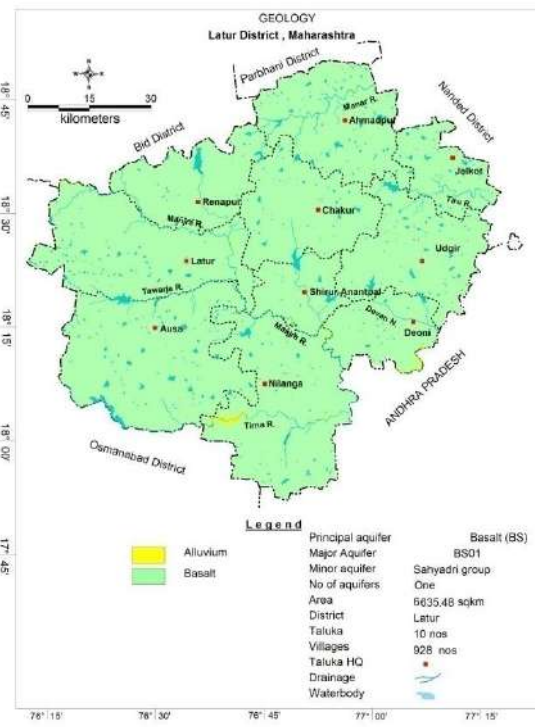 GEOLOGY
Latur District , Maharashtra
Parbhani District
Nanded District
Bid District
0 15 30
kilometers
18° 45'
18° 30'
18° 15'
18° 00'
17° 45'
Manar R.
Ahmadpur
Jalkot
Tiru R.
Renapur
Chakur
Manjra R.
Udgir
Latur
Tawarja R.
Shirur-Anantpal
Ausa
Manjra R.
Deoni
Nilanga
ANDHRA PRADESH
Osmanabad District
Legend
Alluvium
Basalt
Principal aquifer Basalt (BS)
Major Aquifer BS01
Minor aquifer Sahyadri group
No of aquifers One
Area 6635.48 sqkm
District Latur
Taluka 10 nos
Villages 928 nos
Taluka HQ
Drainage
Waterbody
76° 15' 76° 30' 76° 45' 77° 00' 77° 15'